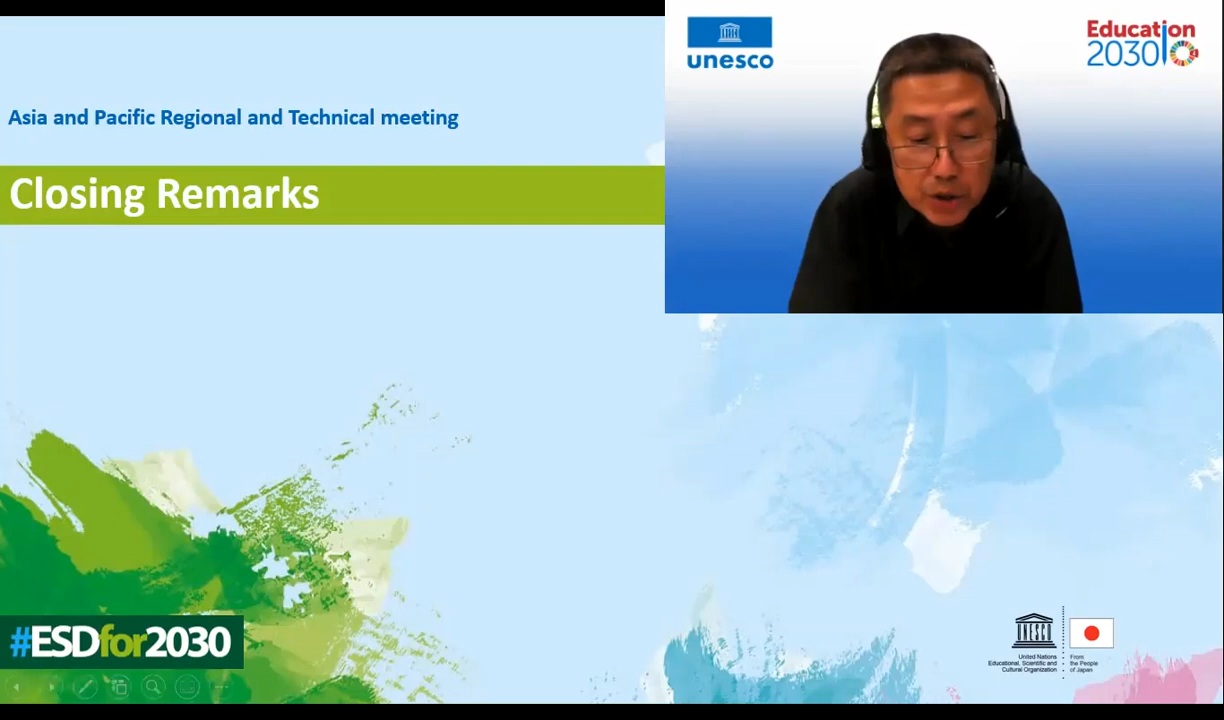 Asia and Pacific Regional and Technical meeting
Closing Remarks
unesco
Education
2030
#ESDfor2030
UNESCO
United Nations
Educational, Scientific and
Cultural Organization
From
the People
of Japan